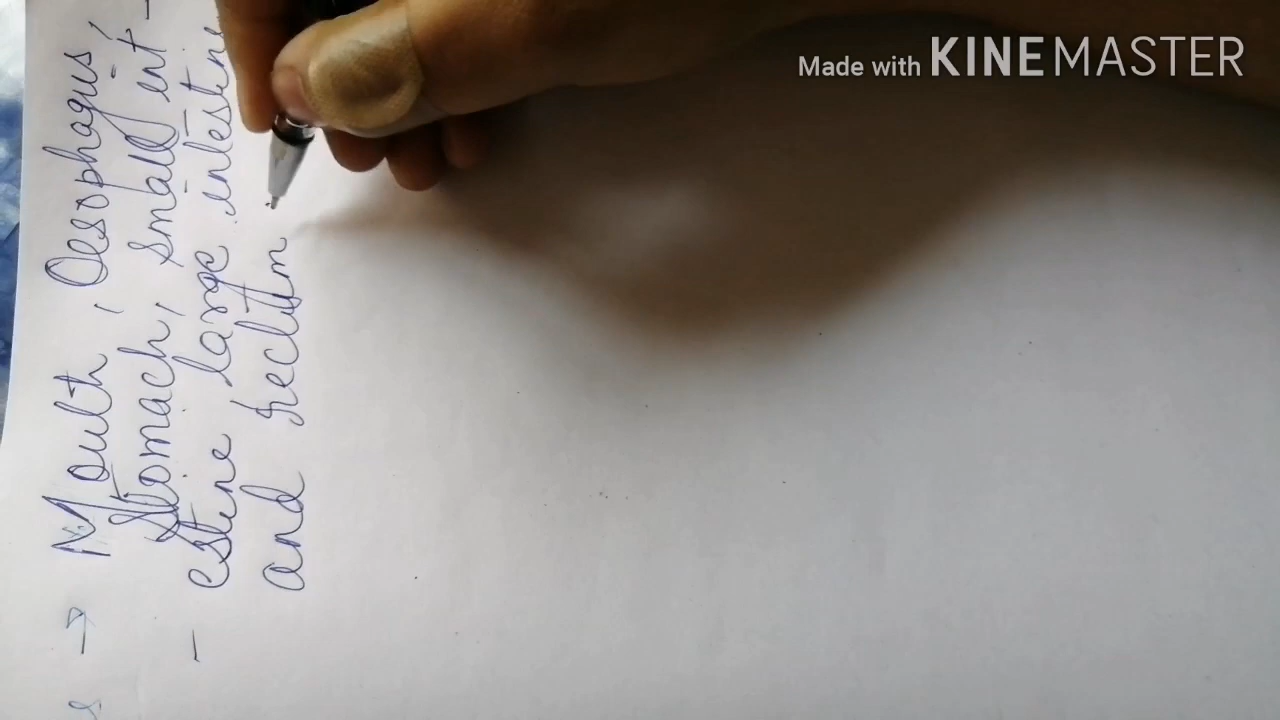 Made with KINEMASTER
s → Mouth, Oesophagus,
Stomach, small int -
- estine large intestine
and rectum